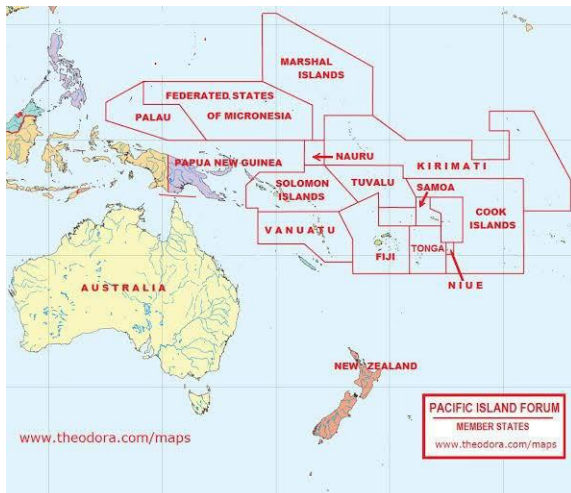 MARSHAL
ISLANDS
FEDERATED, STATES
OF MICRONESIA
PALAU
PAPUA NEW GUINEA
NAURU
KIRIMATI
SOLOMON
ISLANDS
TUVALU
SAMOA
COOK
ISLANDS
VANUATU
FIJI
TONGA
NIUE
AUSTRALIA
NEW ZEALAND
PACIFIC ISLAND FORUM
MEMBER STATES
www.theodora.com/maps
www.theodora.com/maps